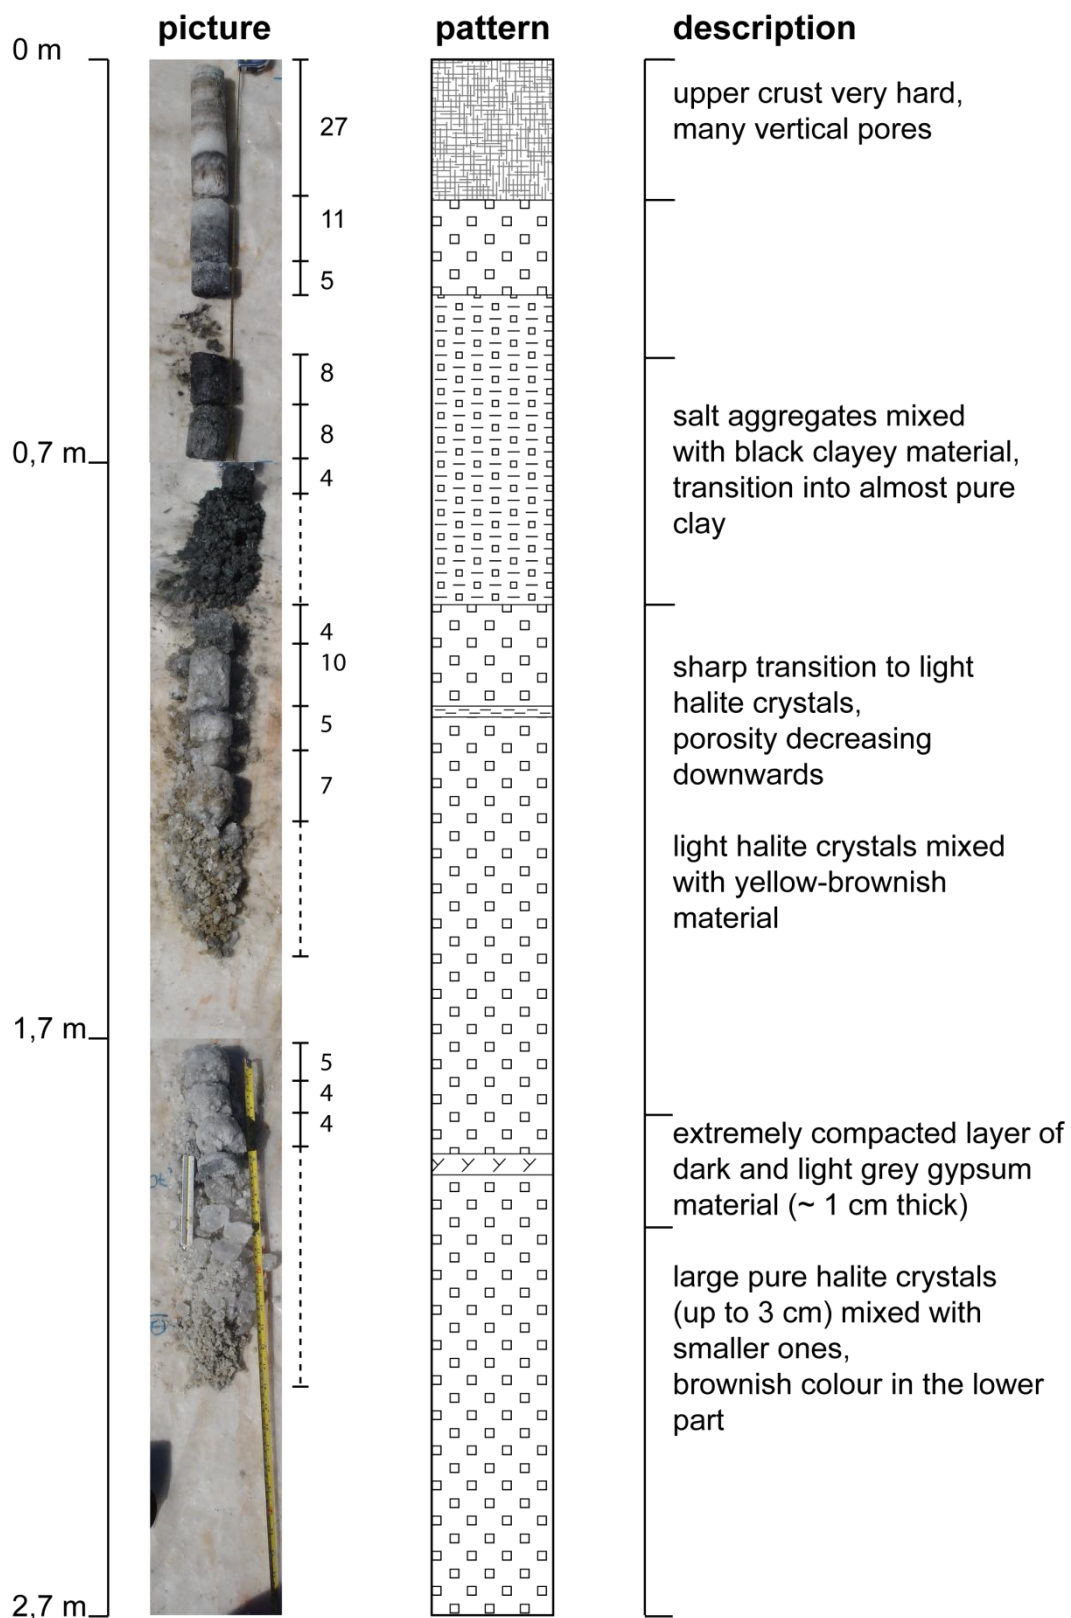 picture
pattern
description
0 m
0,7 m
1,7 m
2,7 m
27
11
5
8
8
4
4
10
5
7
5
4
4
upper crust very hard,
many vertical pores
salt aggregates mixed
with black clayey material,
transition into almost pure
clay
sharp transition to light
halite crystals,
porosity decreasing
downwards
light halite crystals mixed
with yellow-brownish
material
extremely compacted layer of
dark and light grey gypsum
material (~ 1 cm thick)
large pure halite crystals
(up to 3 cm) mixed with
smaller ones,
brownish colour in the lower
part